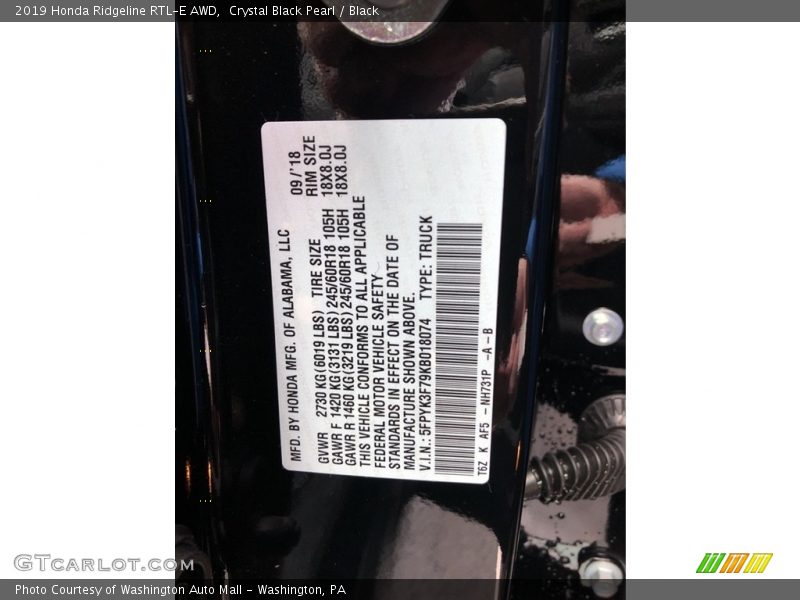 2019 Honda Ridgeline RTL-E AWD,  Crystal Black Pearl / Black
MFD. BY HONDA MFG. OF ALABAMA, LLC 09/'18
GVWR 2730 KG(6019 LBS) TIRE SIZE RIM SIZE
GAWR F 1420 KG(3131 LBS) 245/60R18 105H 18X8.0J
GAWR R 1460 KG(3219 LBS) 245/60R18 105H 18X8.0J
THIS VEHICLE CONFORMS TO ALL APPLICABLE
FEDERAL MOTOR VEHICLE SAFETY
STANDARDS IN EFFECT ON THE DATE OF
MANUFACTURE SHOWN ABOVE.
V.I.N.: 5FPYK3F79KB018074 TYPE: TRUCK
T6Z K AF5 -NH731P -A-B
GTCARLOT.COM
Photo Courtesy of Washington Auto Mall - Washington, PA